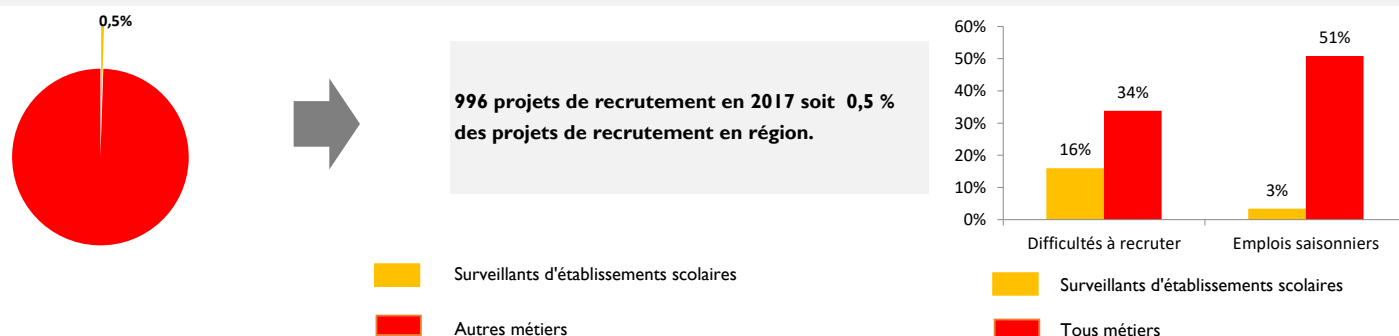 0,5%
996 projets de recrutement en 2017 soit 0,5 %
des projets de recrutement en région.
Surveillants d'établissements scolaires
Autres métiers
60%
50%
40%
30%
20%
10%
0%
16%
34%
3%
51%
Difficultés à recruter
Emplois saisonniers
Surveillants d'établissements scolaires
Tous métiers